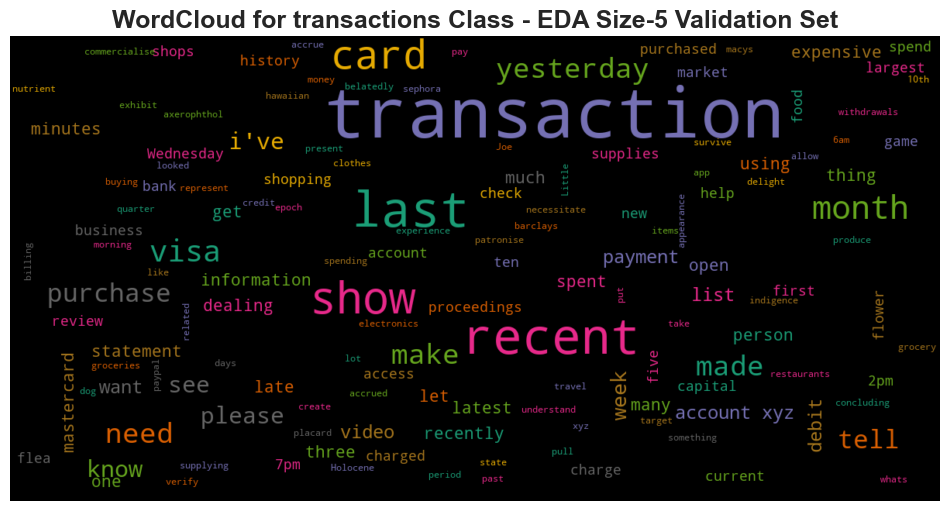 WordCloud for transactions Class - EDA Size-5 Validation Set
commercialise shops accrue card pay purchased macys expensive spend
history yesterday market largest
nutrient money belatedly sephora 10th
hawaiian transaction food
exhibit axerophthol withdrawals
minutes i've survive 6am game
Wednesday present Joe supplies allow
looked clothes using thing
buying represent bank shopping much Little app delight help
credit epoch check
quarter get last necessitate new appearance month
business experience barclays items produce
morning visa patronise
billing account payment
like spending ten open
information spent
purchase dealing show proceedings put list first indigence flower
review related electronics recent take person
statement lot make five made grocery
groceries paypal days access restaurants
mastercard dog want see late accrued travel week capital 2pm
create let latest understand many account xyz debit concluding
please xyz target
need placard video recently something tell
three charged pull
flea know supplying 7pm Holocene state charge
one verify period past current whats